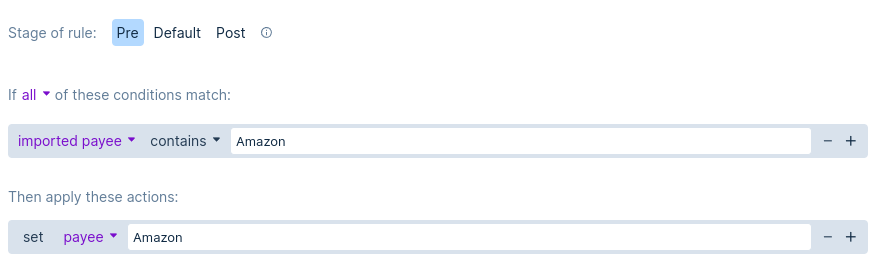 Stage of rule: Pre Default Post
If all of these conditions match:
imported payee contains Amazon
Then apply these actions:
set payee Amazon